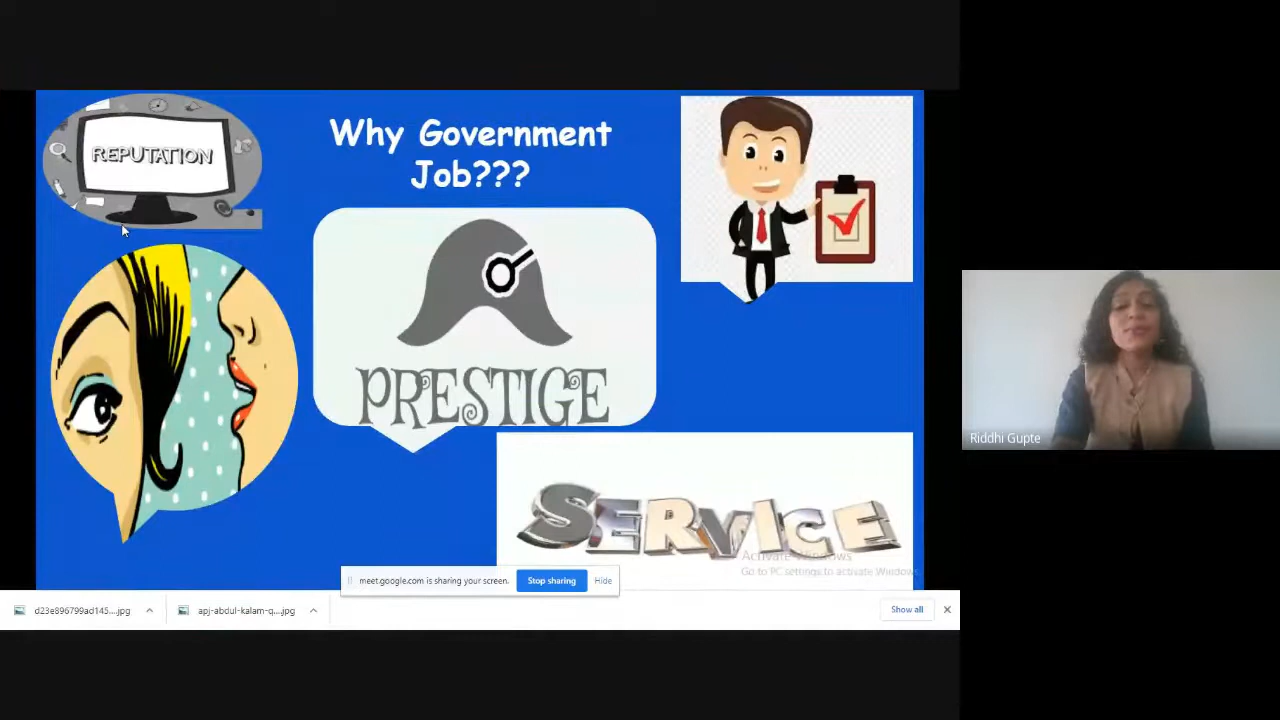 Why Government
Job???
REPUTATION
PRESTIGE
SERVICE
Activate Windows
Go to PC settings to activate Windows.
meet.google.com is sharing your screen.
Stop sharing
Hide
d23e896799ad145....jpg
apj-abdul-kalam-q....jpg
Show all
Riddhi Gupte